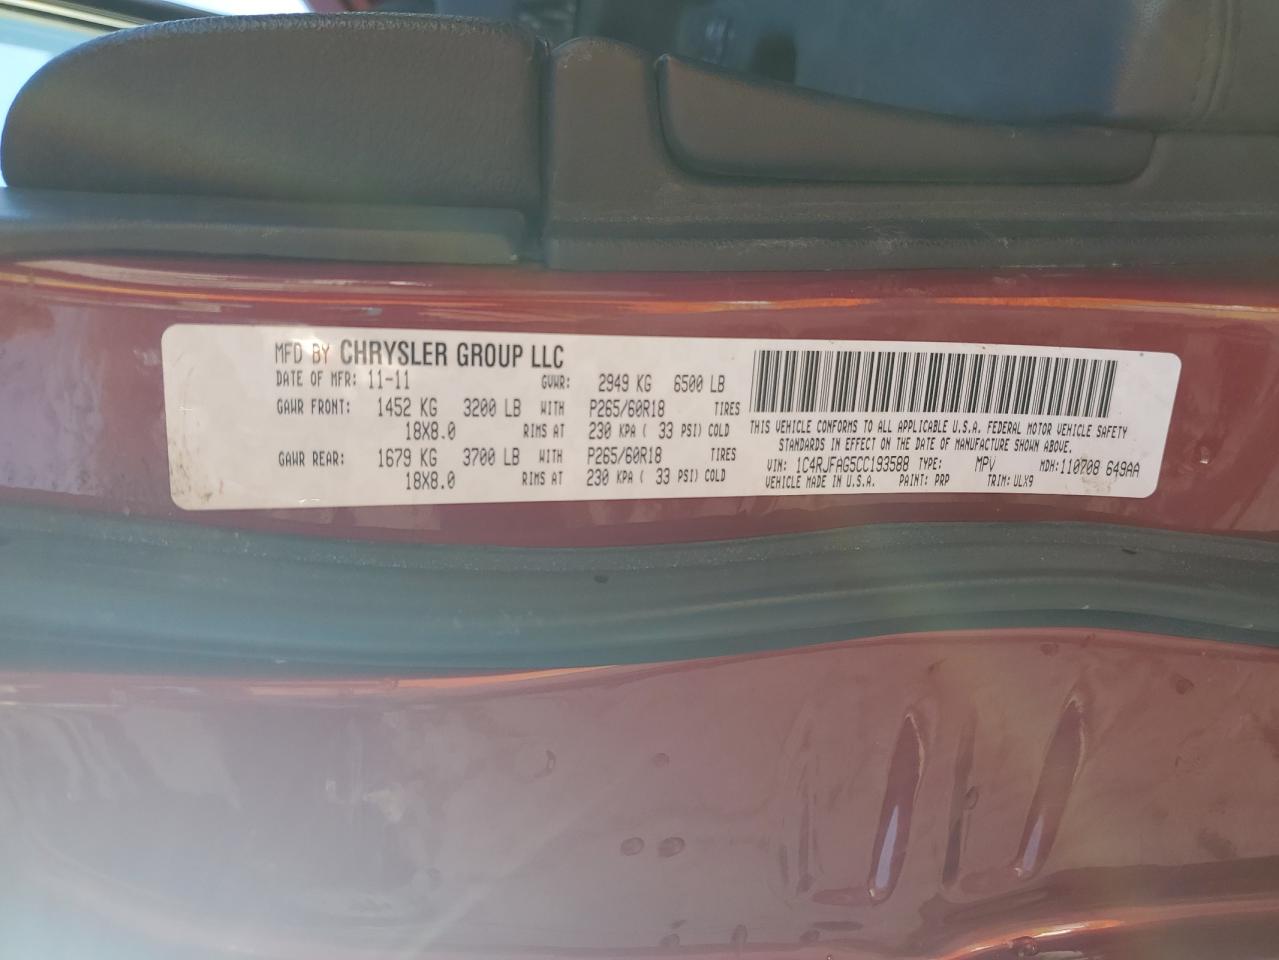 MFD BY CHRYSLER GROUP LLC
DATE OF MFR: 11-11 GVWR: 2949 KG 6500 LB
GAWR FRONT: 1452 KG 3200 LB WITH P265/60R18 TIRES
18X8.0 RIMS AT 230 KPA ( 33 PSI) COLD
GAWR REAR: 1679 KG 3700 LB WITH P265/60R18 TIRES
18X8.0 RIMS AT 230 KPA ( 33 PSI) COLD
THIS VEHICLE CONFORMS TO ALL APPLICABLE U.S.A. FEDERAL MOTOR VEHICLE SAFETY
STANDARDS IN EFFECT ON THE DATE OF MANUFACTURE SHOWN ABOVE.
VIN: 1C4RJFAG5CC193588 TYPE: MPV MDH: 110708 649AA
VEHICLE MADE IN U.S.A. PAINT: PRP TRIM: ULX9